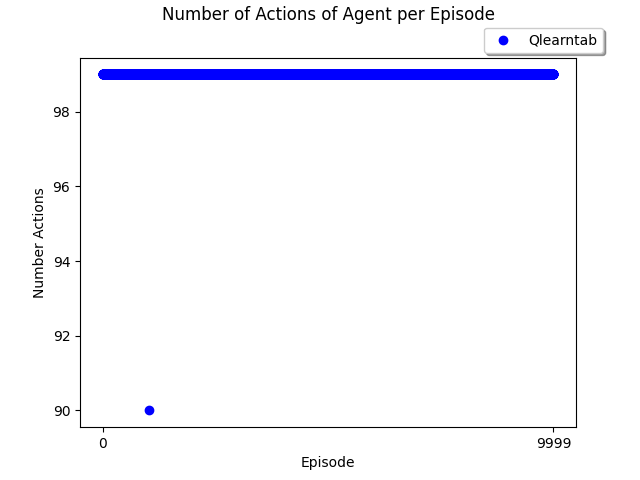 Number of Actions of Agent per Episode
Qlearntab
98
96
94
92
90
Number Actions
0 9999
Episode